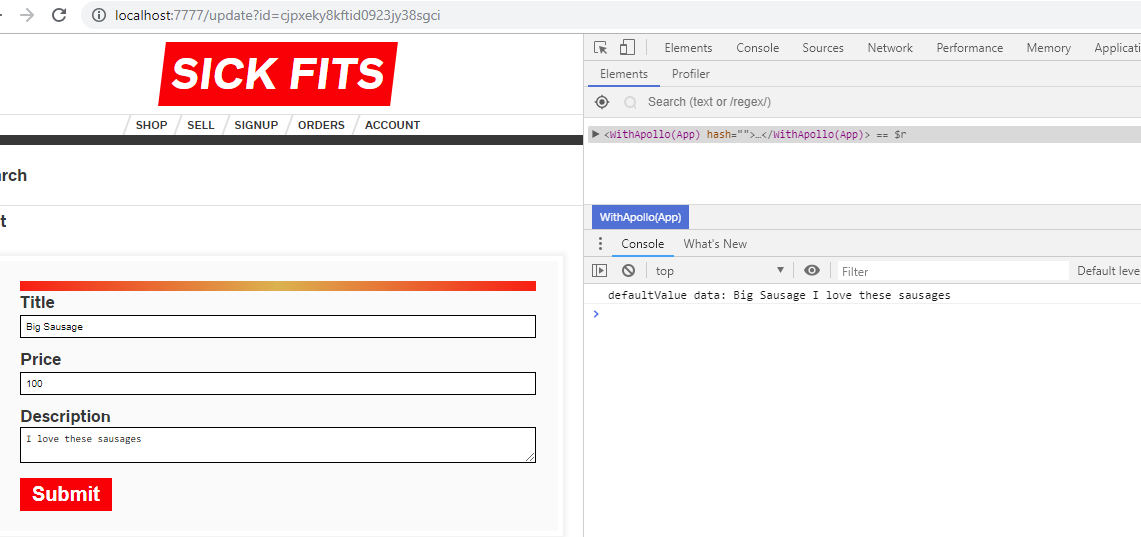 localhost:7777/update?id=cjpxeky8kftid0923jy38sgci
SICK FITS
SHOP SELL SIGNUP ORDERS ACCOUNT
arch
t
Title
Big Sausage
Price
100
Description
I love these sausages
Submit
Elements Console Sources Network Performance Memory Applicati
Elements Profiler
Search (text or /regex/)
▶ <WithApollo(App) hash="">…</WithApollo(App)> == $r
WithApollo(App)
Console What's New
top ▼ Filter Default leve
defaultValue data: Big Sausage I love these sausages
>